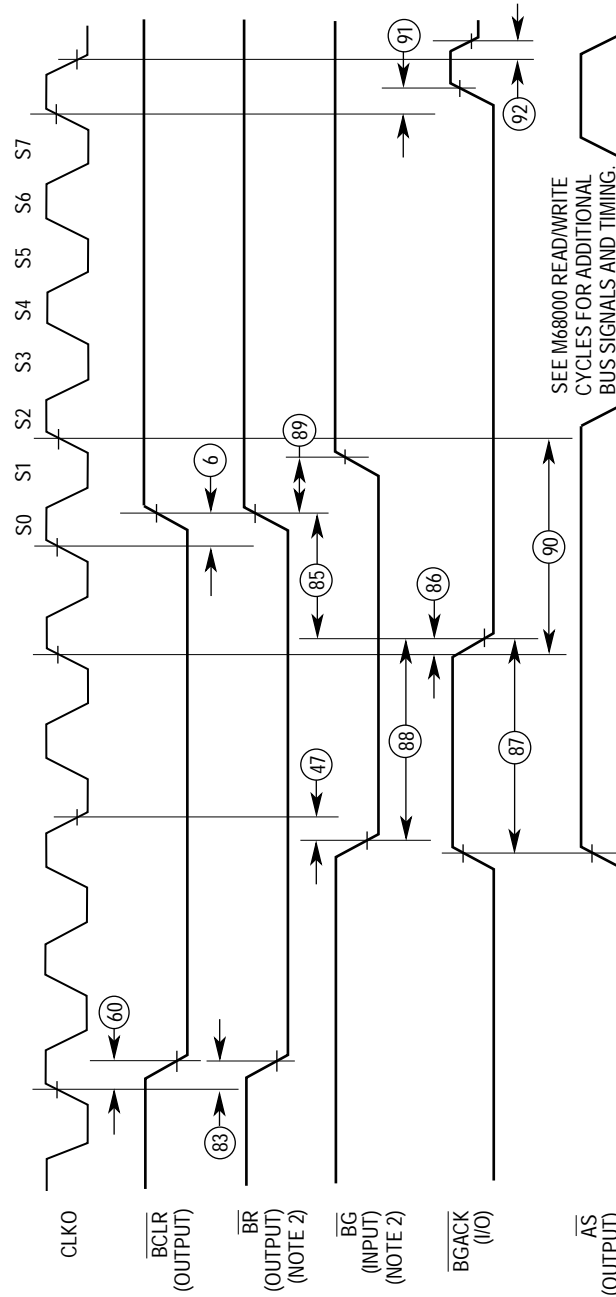 S0 S1 S2 S3 S4 S5 S6 S7
CLKO
60
6
BCLR
(OUTPUT)
83
BR
(OUTPUT)
(NOTE 2)
47
85
89
91
BG
(INPUT)
(NOTE 2)
88
86
BGACK
(I/O)
87
90
92
SEE M68000 READ/WRITE
CYCLES FOR ADDITIONAL
BUS SIGNALS AND TIMING.
AS
(OUTPUT)